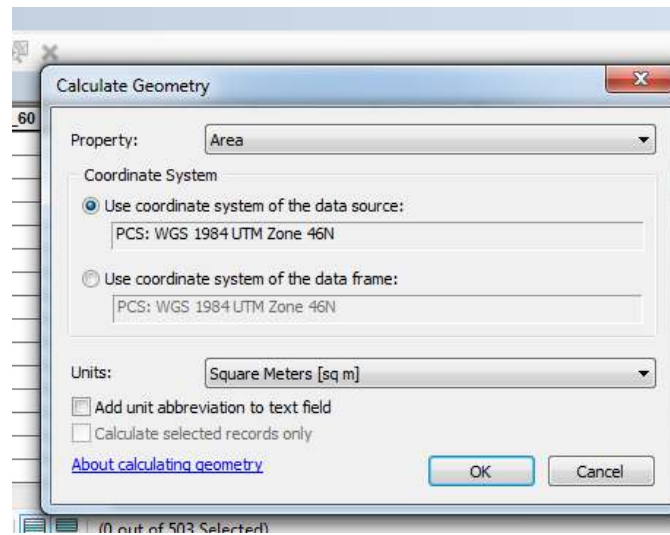 Calculate Geometry
_60
Property:
Area
Coordinate System
Use coordinate system of the data source:
PCS: WGS 1984 UTM Zone 46N
Use coordinate system of the data frame:
PCS: WGS 1984 UTM Zone 46N
Units:
Square Meters [sq m]
Add unit abbreviation to text field
Calculate selected records only
About calculating geometry
OK
Cancel
(0 out of 503 Selected)